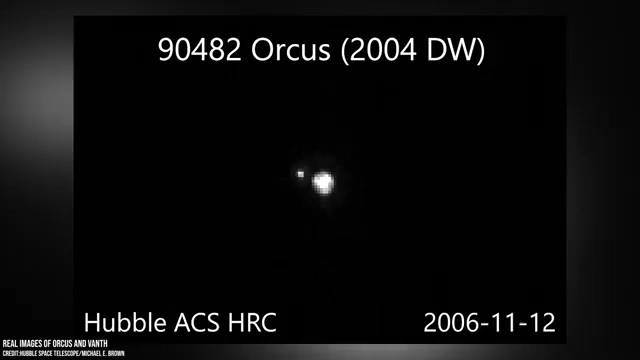 90482 Orcus (2004 DW)
Hubble ACS HRC
2006-11-12
REAL IMAGES OF ORCUS AND VANTH
CREDIT:HUBBLE SPACE TELESCOPE/MICHAEL E. BROWN